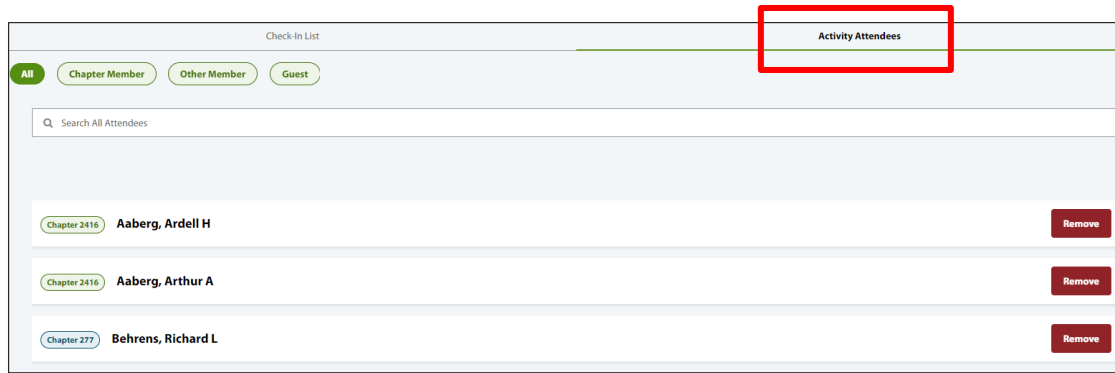 Check-In List
Activity Attendees
All
Chapter Member
Other Member
Guest
Search All Attendees
Chapter 2416 Aaberg, Ardell H Remove
Chapter 2416 Aaberg, Arthur A Remove
Chapter 277 Behrens, Richard L Remove